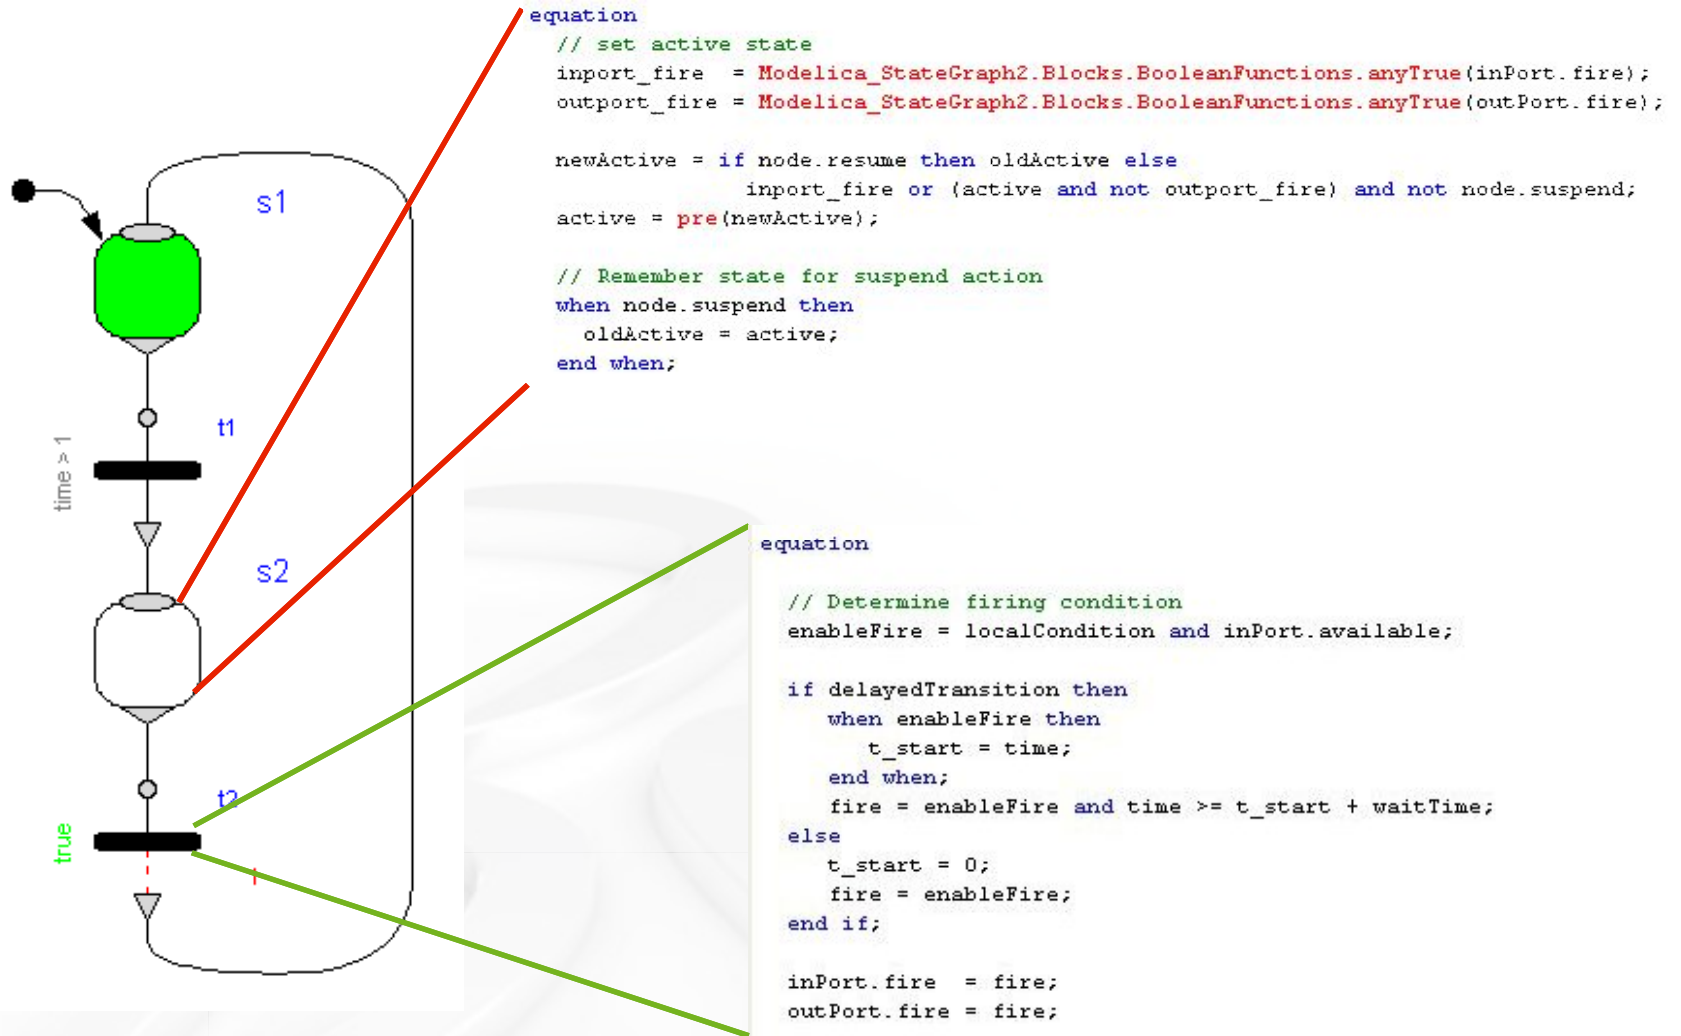 s1
t1
time > 1
s2
t2
true
1
equation
// set active state
inport_fire  = Modelica_StateGraph2.Blocks.BooleanFunctions.anyTrue(inPort.fire);
outport_fire = Modelica_StateGraph2.Blocks.BooleanFunctions.anyTrue(outPort.fire);
newActive = if node.resume then oldActive else
inport_fire or (active and not outport_fire) and not node.suspend;
active = pre(newActive);
// Remember state for suspend action
when node.suspend then
oldActive = active;
end when;
equation
// Determine firing condition
enableFire = localCondition and inPort.available;
if delayedTransition then
when enableFire then
t_start = time;
end when;
fire = enableFire and time >= t_start + waitTime;
else
t_start = 0;
fire = enableFire;
end if;
inPort.fire  = fire;
outPort.fire = fire;